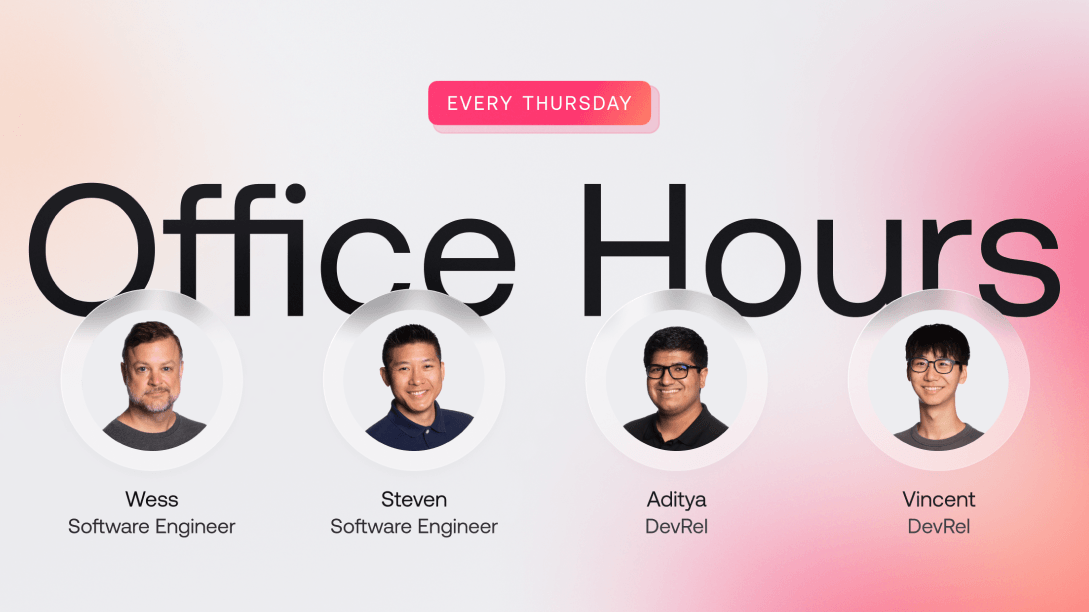 EVERY THURSDAY
Office Hours
Wess
Software Engineer
Steven
Software Engineer
Aditya
DevRel
Vincent
DevRel